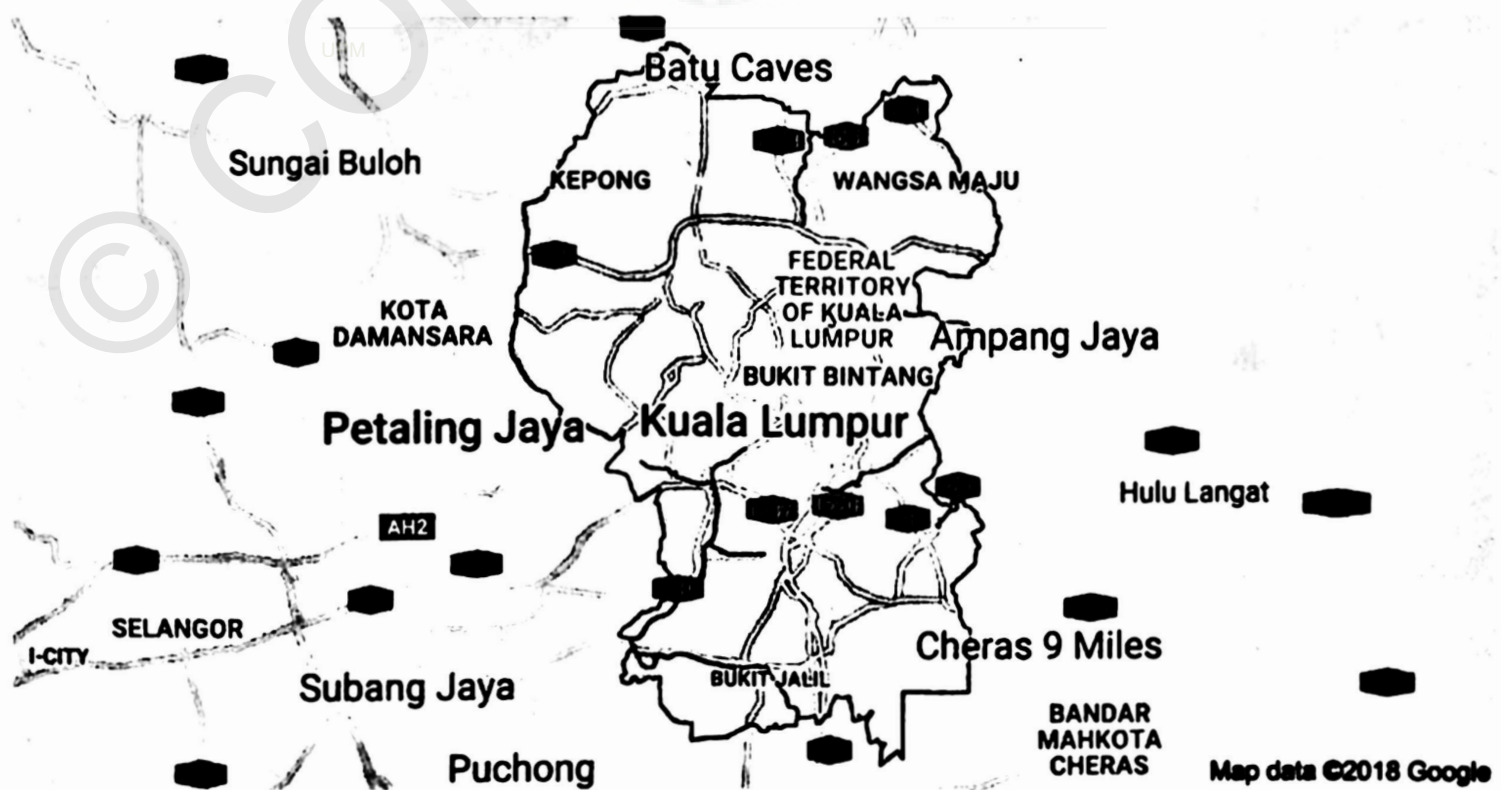 © COP
UPM
Batu Caves
Sungai Buloh
KEPONG
WANGSA MAJU
FEDERAL
TERRITORY
OF KUALA
LUMPUR
KOTA
DAMANSARA
Ampang Jaya
BUKIT BINTANG
Petaling Jaya
Kuala Lumpur
Hulu Langat
AH2
SELANGOR
I-CITY
Cheras 9 Miles
Subang Jaya
BUKIT JALIL
BANDAR
MAHKOTA
CHERAS
Puchong
Map data ©2018 Google